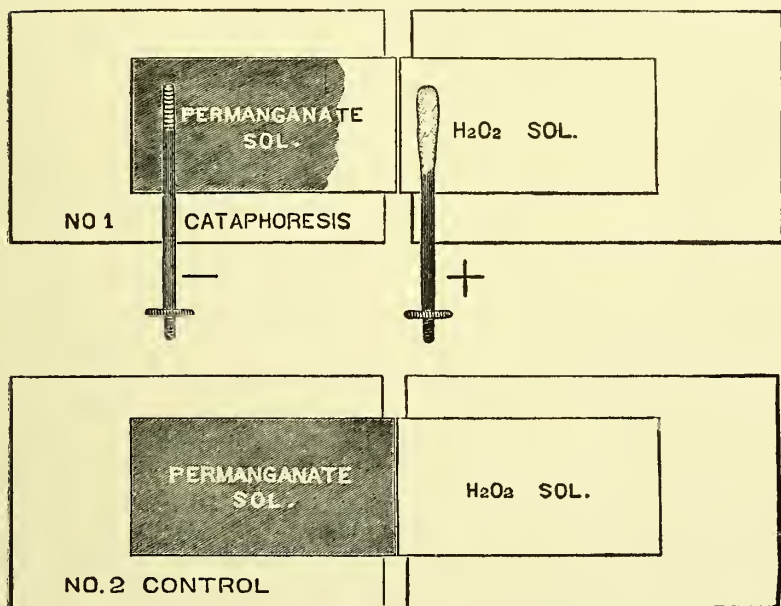 PERMANGANATE
SOL.
H2O2 SOL.
NO 1 CATAPHORESIS
− +
PERMANGANATE
SOL.
H2O2 SOL.
NO. 2 CONTROL